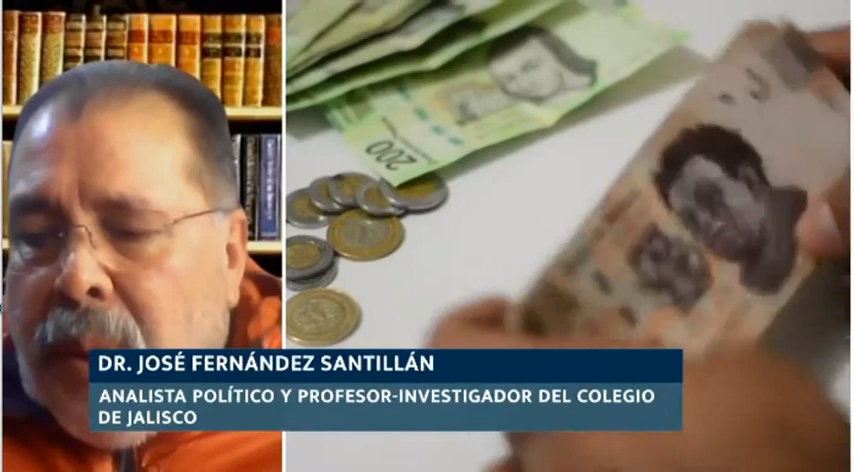 200
DR. JOSÉ FERNÁNDEZ SANTILLÁN
ANALISTA POLÍTICO Y PROFESOR-INVESTIGADOR DEL COLEGIO
DE JALISCO